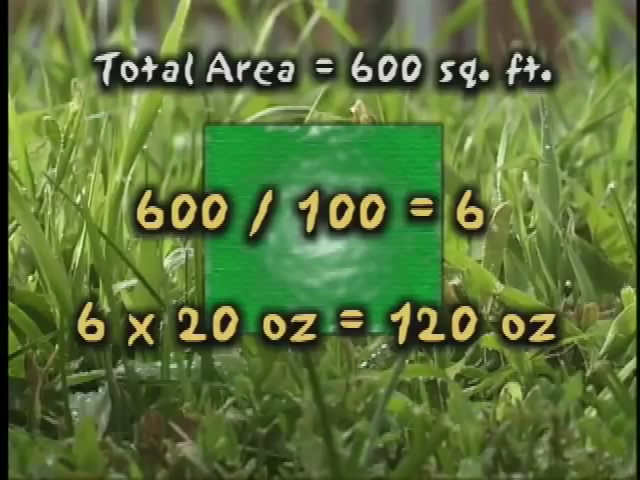 Total Area = 600 sq. ft.
600 / 100 = 6
6 x 20 oz = 120 oz